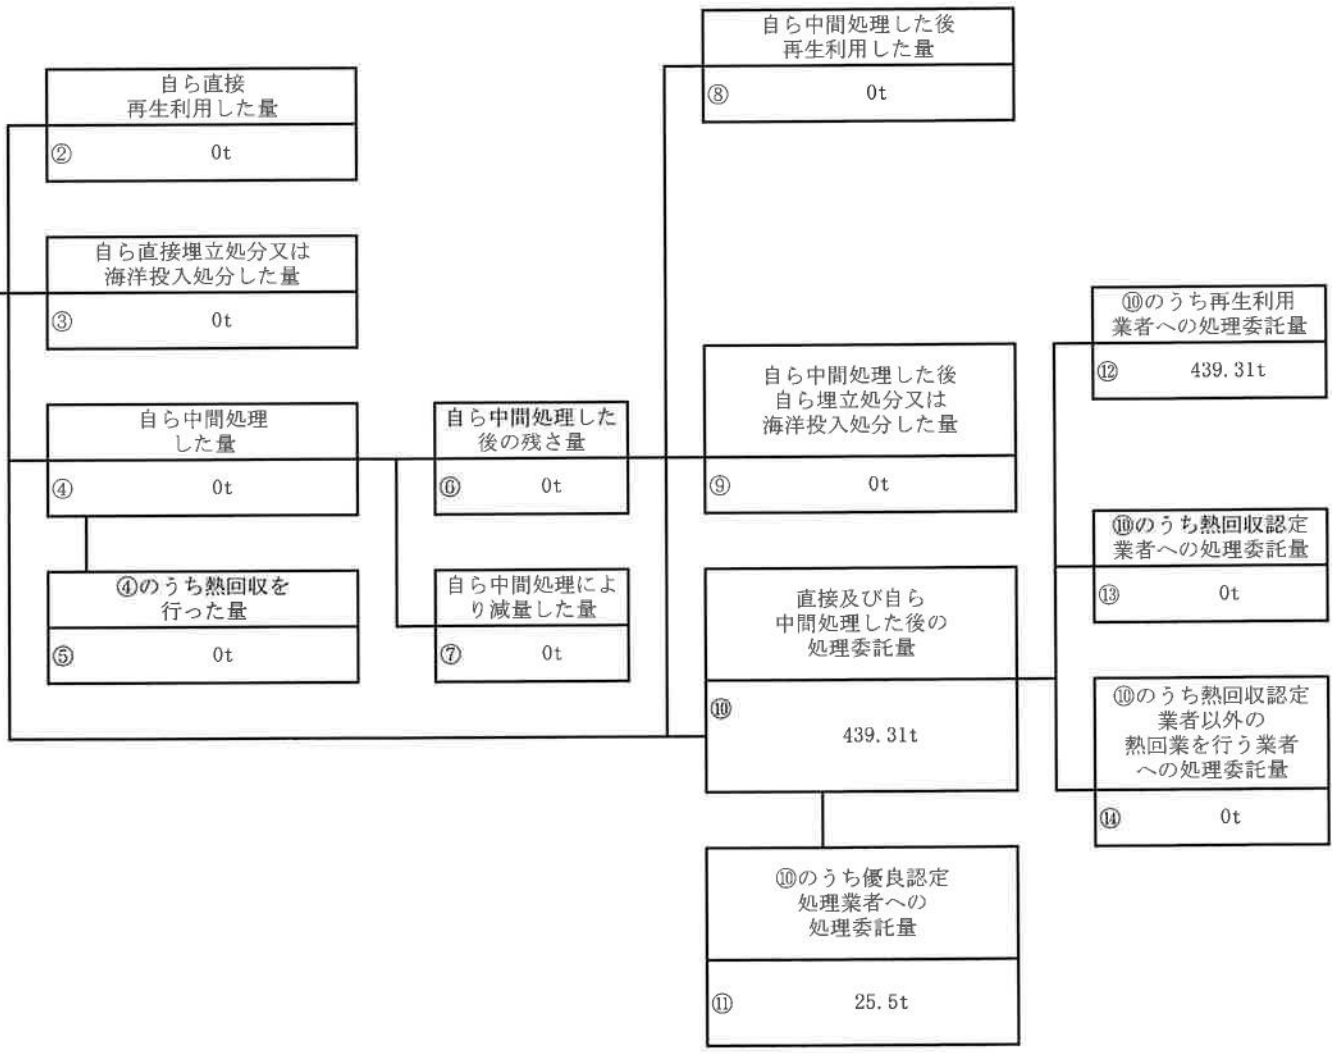 自ら中間処理した後
再生利用した量
⑧ 0t
自ら直接
再生利用した量
② 0t
自ら直接埋立処分又は
海洋投入処分した量
③ 0t
⑩のうち再生利用
業者への処理委託量
⑫ 439.31t
自ら中間処理した後
自ら埋立処分又は
海洋投入処分した量
⑨ 0t
自ら中間処理
した量
④ 0t
自ら中間処理した
後の残さ量
⑥ 0t
⑩のうち熱回収認定
業者への処理委託量
⑬ 0t
④のうち熱回収を
行った量
⑤ 0t
自ら中間処理によ
り減量した量
⑦ 0t
直接及び自ら
中間処理した後の
処理委託量
⑩
439.31t
⑩のうち熱回収認定
業者以外の
熱回業を行う業者
への処理委託量
⑭ 0t
⑩のうち優良認定
処理業者への
処理委託量
⑪ 25.5t